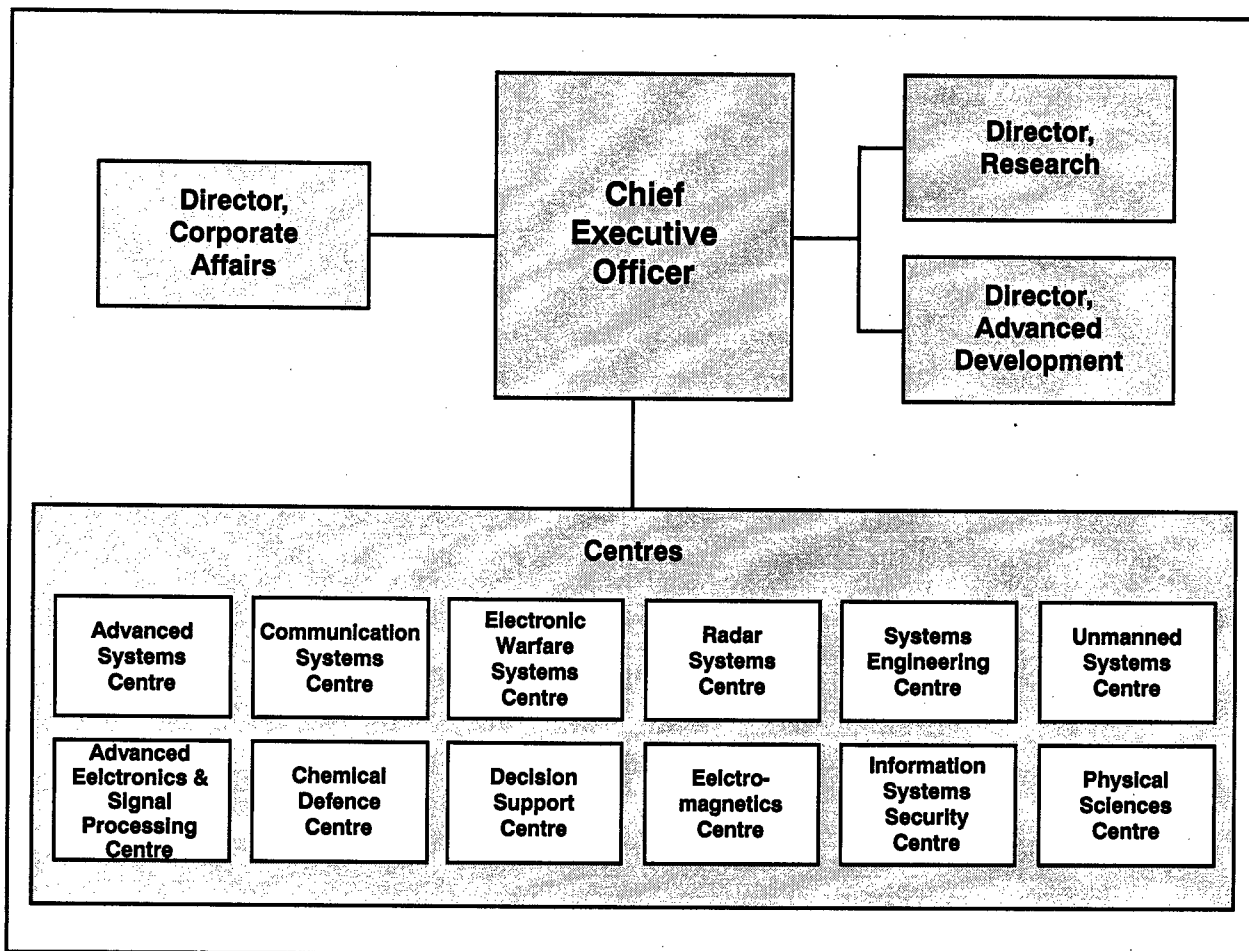 Director,
Corporate
Affairs
Chief
Executive
Officer
Director,
Research
Director,
Advanced
Development
Centres
Advanced
Systems
Centre
Communication
Systems
Centre
Electronic
Warfare
Systems
Centre
Radar
Systems
Centre
Systems
Engineering
Centre
Unmanned
Systems
Centre
Advanced
Eelctronics &
Signal
Processing
Centre
Chemical
Defence
Centre
Decision
Support
Centre
Eelctro-
magnetics
Centre
Information
Systems
Security
Centre
Physical
Sciences
Centre